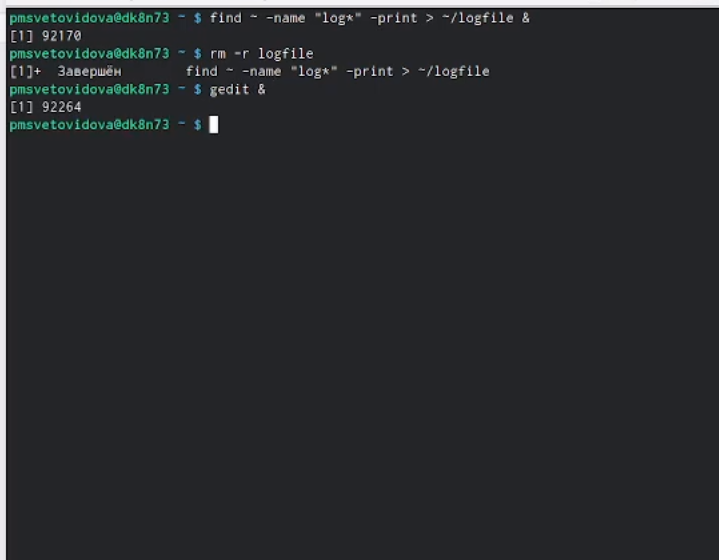 pmsvetovidova@dk8n73 ~ $ find ~ -name "log*" -print > ~/logfile &
[1] 92170
pmsvetovidova@dk8n73 ~ $ rm -r logfile
[1]+  Завершён        find ~ -name "log*" -print > ~/logfile
pmsvetovidova@dk8n73 ~ $ gedit &
[1] 92264
pmsvetovidova@dk8n73 ~ $